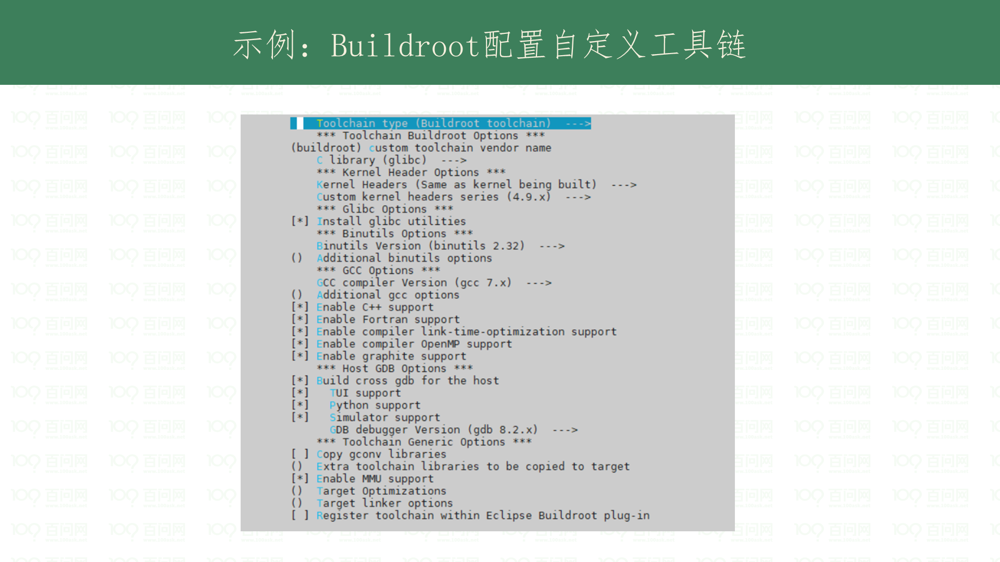 示例：Buildroot配置自定义工具链
Toolchain type (Buildroot toolchain)  --->
*** Toolchain Buildroot Options ***
(buildroot) custom toolchain vendor name
C library (glibc)  --->
*** Kernel Header Options ***
Kernel Headers (Same as kernel being built)  --->
Custom kernel headers series (4.9.x)  --->
*** Glibc Options ***
[*] Install glibc utilities
*** Binutils Options ***
Binutils Version (binutils 2.32)  --->
()  Additional binutils options
*** GCC Options ***
GCC compiler Version (gcc 7.x)  --->
()  Additional gcc options
[*] Enable C++ support
[*] Enable Fortran support
[*] Enable compiler link-time-optimization support
[*] Enable compiler OpenMP support
[*] Enable graphite support
*** Host GDB Options ***
[*] Build cross gdb for the host
[*]   TUI support
[*]   Python support
[*]   Simulator support
GDB debugger Version (gdb 8.2.x)  --->
*** Toolchain Generic Options ***
[ ] Copy gconv libraries
()  Extra toolchain libraries to be copied to target
[*] Enable MMU support
()  Target Optimizations
()  Target linker options
[ ] Register toolchain within Eclipse Buildroot plug-in
百问网
www.100ask.net